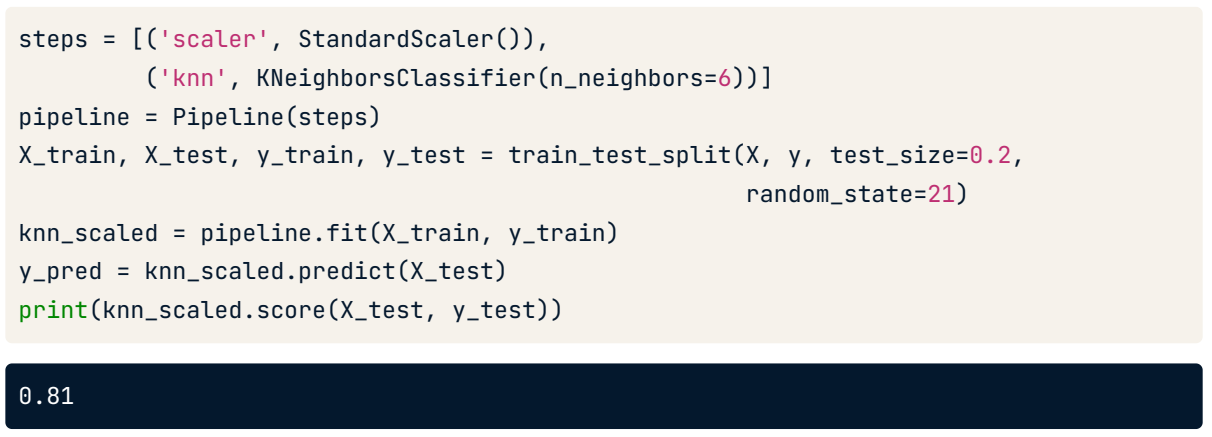 steps = [('scaler', StandardScaler()),
         ('knn', KNeighborsClassifier(n_neighbors=6))]
pipeline = Pipeline(steps)
X_train, X_test, y_train, y_test = train_test_split(X, y, test_size=0.2,
                                                    random_state=21)
knn_scaled = pipeline.fit(X_train, y_train)
y_pred = knn_scaled.predict(X_test)
print(knn_scaled.score(X_test, y_test))
0.81